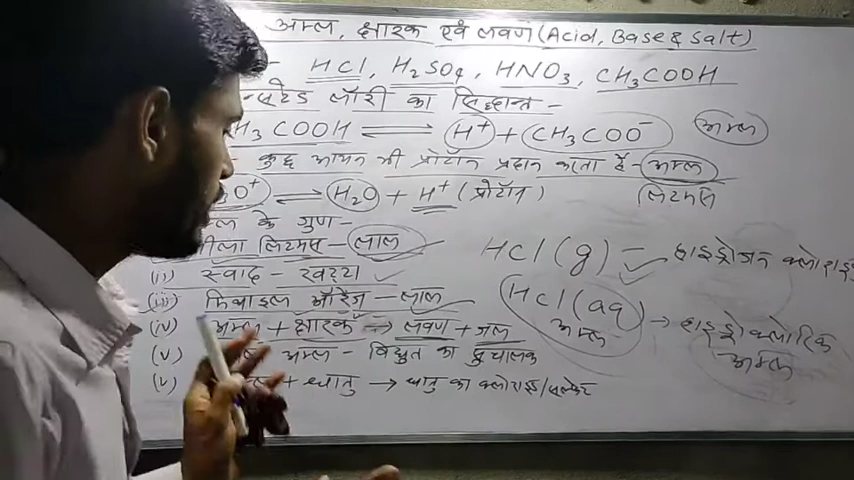 अम्ल, क्षारक एवं लवण (Acid, Base & Salt)
HCl, H₂SO₄, HNO₃, CH₃COOH
लॉरी का सिद्धान्त -
CH₃COOH ⇌ H⁺ + CH₃COO⁻ अम्ल
कुछ आयन भी प्रोटॉन प्रदान करता है - अम्ल
O⁺ ⇌ H₂O + H⁺ (प्रोटॉन) लिटमस
के गुण -
नीला लिटमस - लाल
HCl(g) - हाइड्रोजन क्लोराइड
(ii) स्वाद - खट्टा
(iii) मिथाइल ऑरेंज - लाल
HCl(aq) → हाइड्रोक्लोरिक
अम्ल अम्ल
(iv) अम्ल + क्षारक → लवण + जल
(v) अम्ल - विद्युत का सुचालक
(v) + धातु → धातु का क्लोराइड/सल्फेट